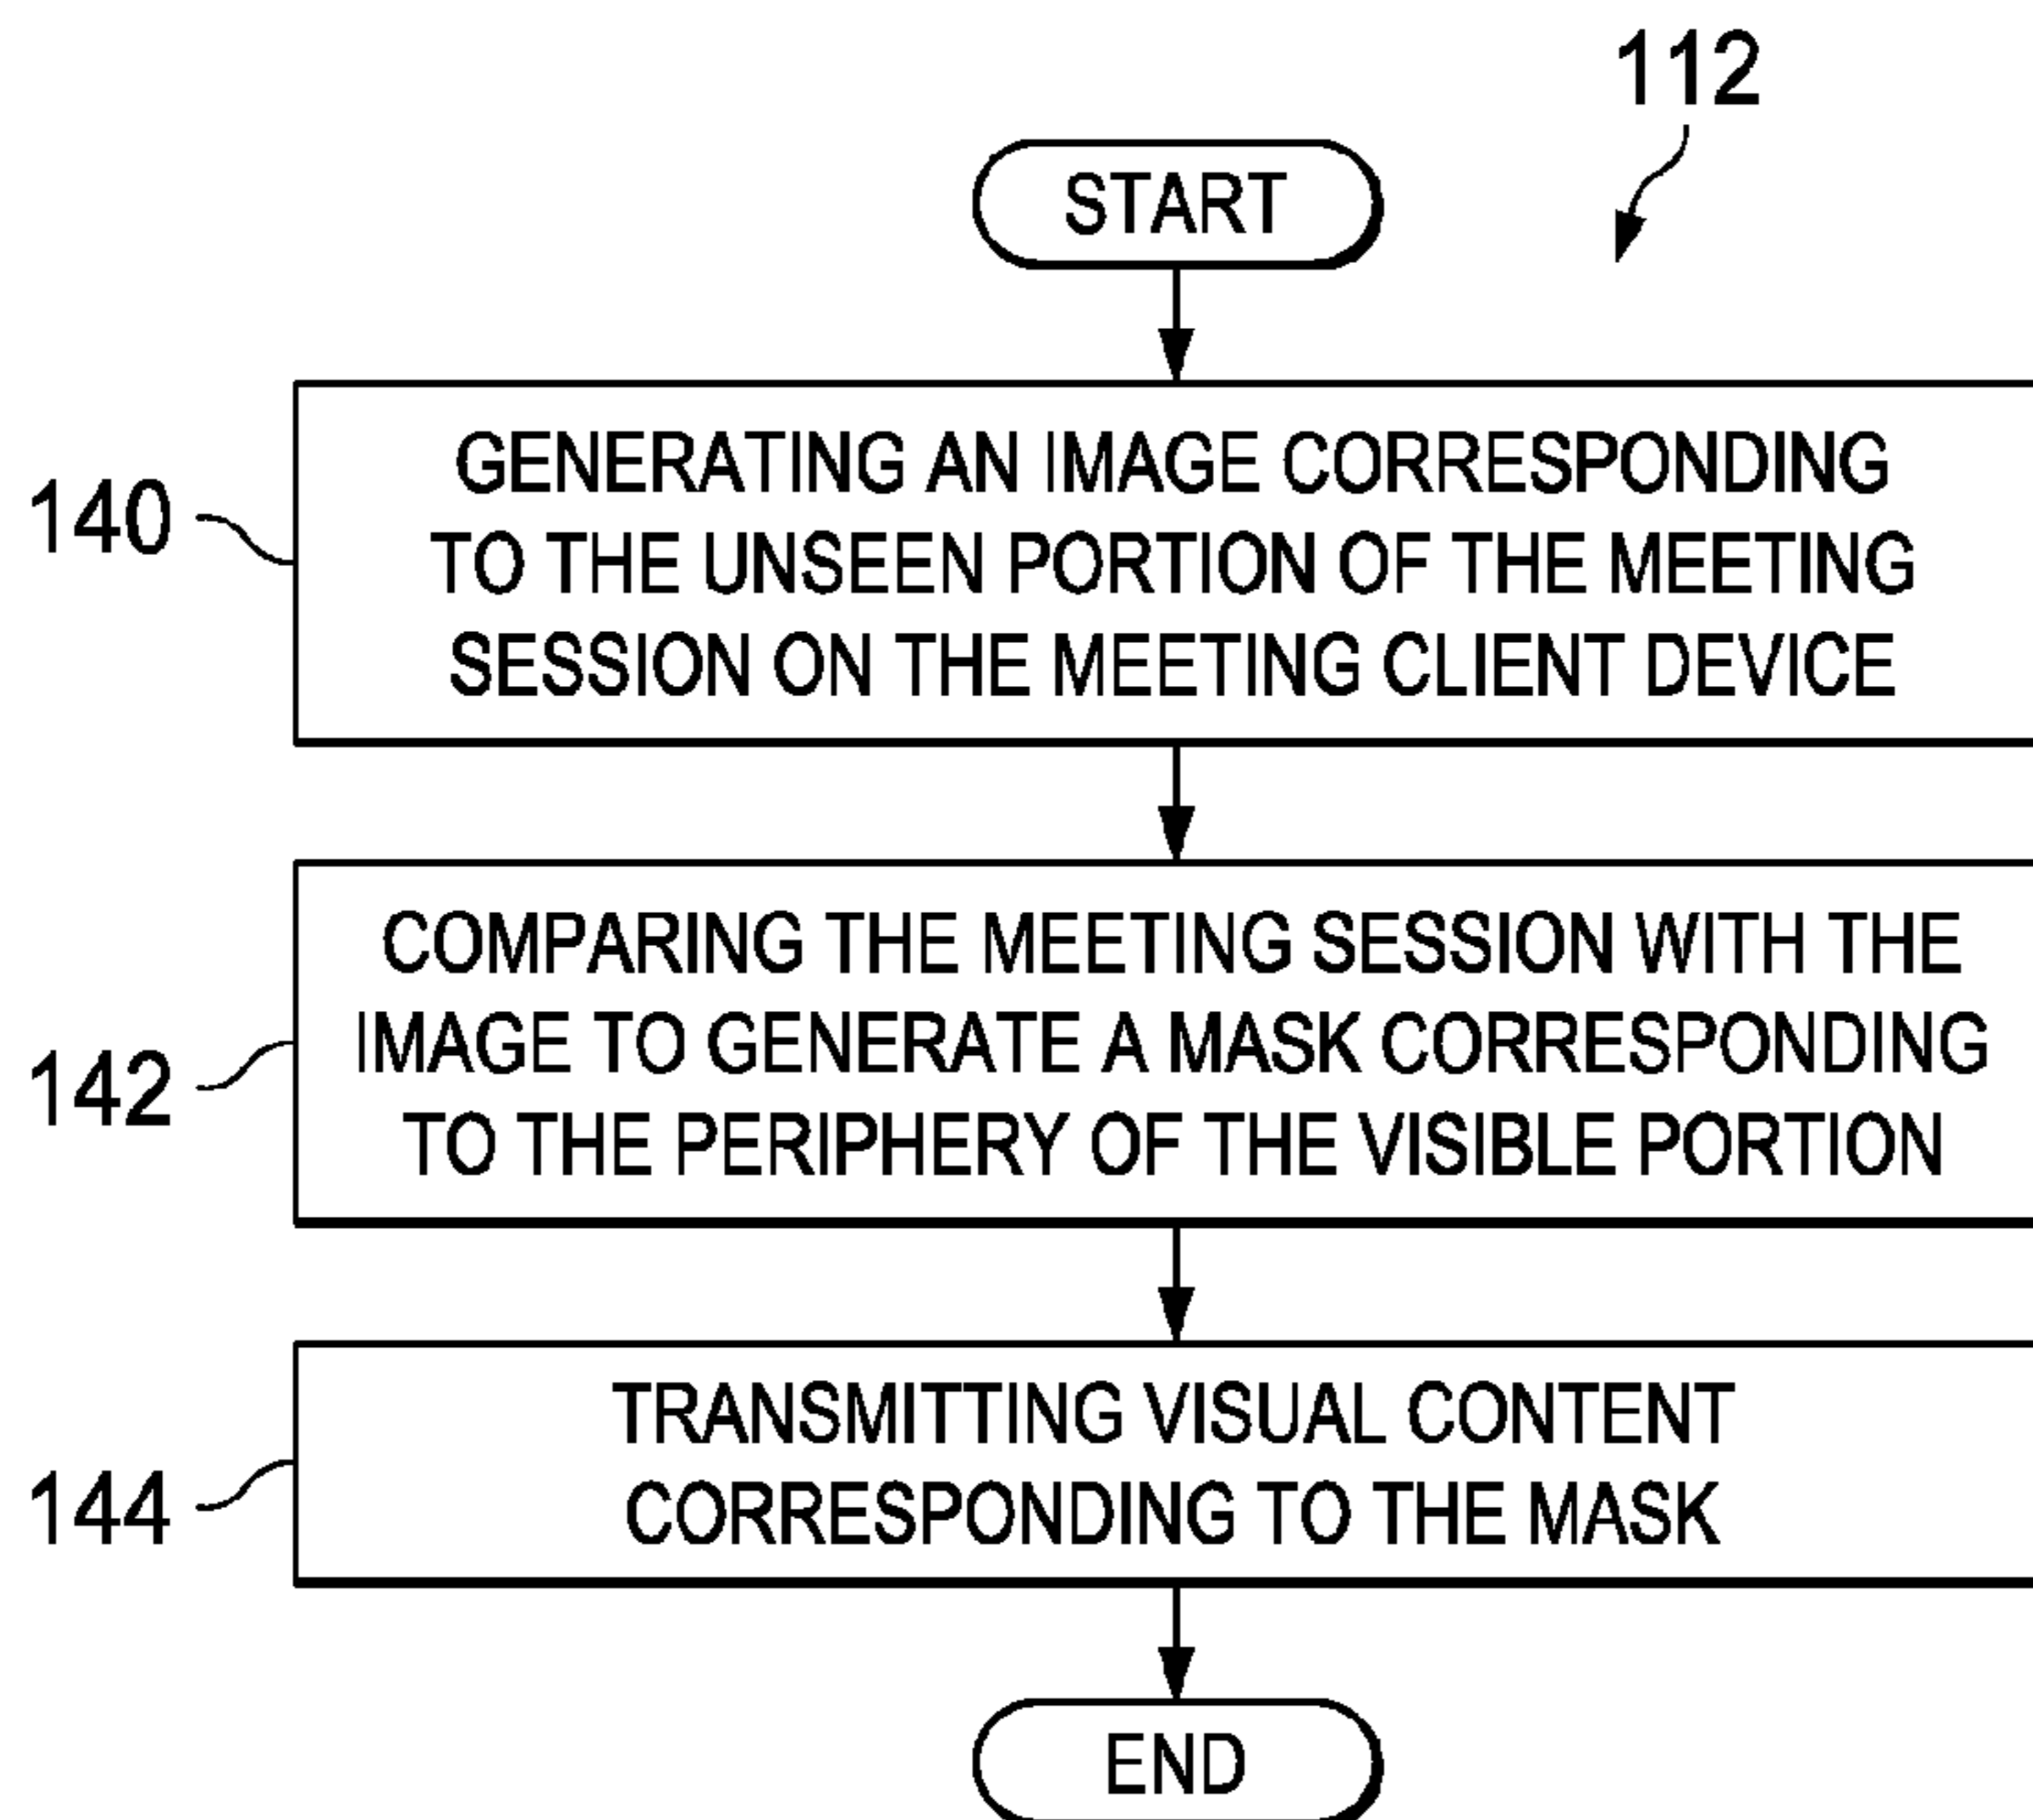 112
START
140
GENERATING AN IMAGE CORRESPONDING
TO THE UNSEEN PORTION OF THE MEETING
SESSION ON THE MEETING CLIENT DEVICE
142
COMPARING THE MEETING SESSION WITH THE
IMAGE TO GENERATE A MASK CORRESPONDING
TO THE PERIPHERY OF THE VISIBLE PORTION
144
TRANSMITTING VISUAL CONTENT
CORRESPONDING TO THE MASK
END